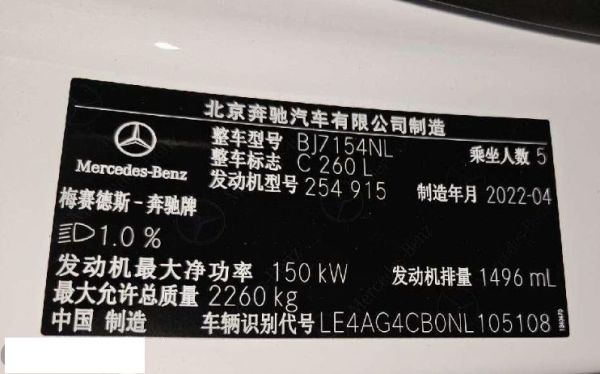 北京奔驰汽车有限公司制造
Mercedes-Benz
整车型号 BJ7154NL 乘坐人数 5
整车标志 C 260 L
发动机型号 254 915 制造年月 2022-04
梅赛德斯-奔驰牌
1.0 %
发动机最大净功率 150 kW 发动机排量 1496 mL
最大允许总质量 2260 kg
中国 制造 车辆识别代号 LE4AG4CB0NL105108